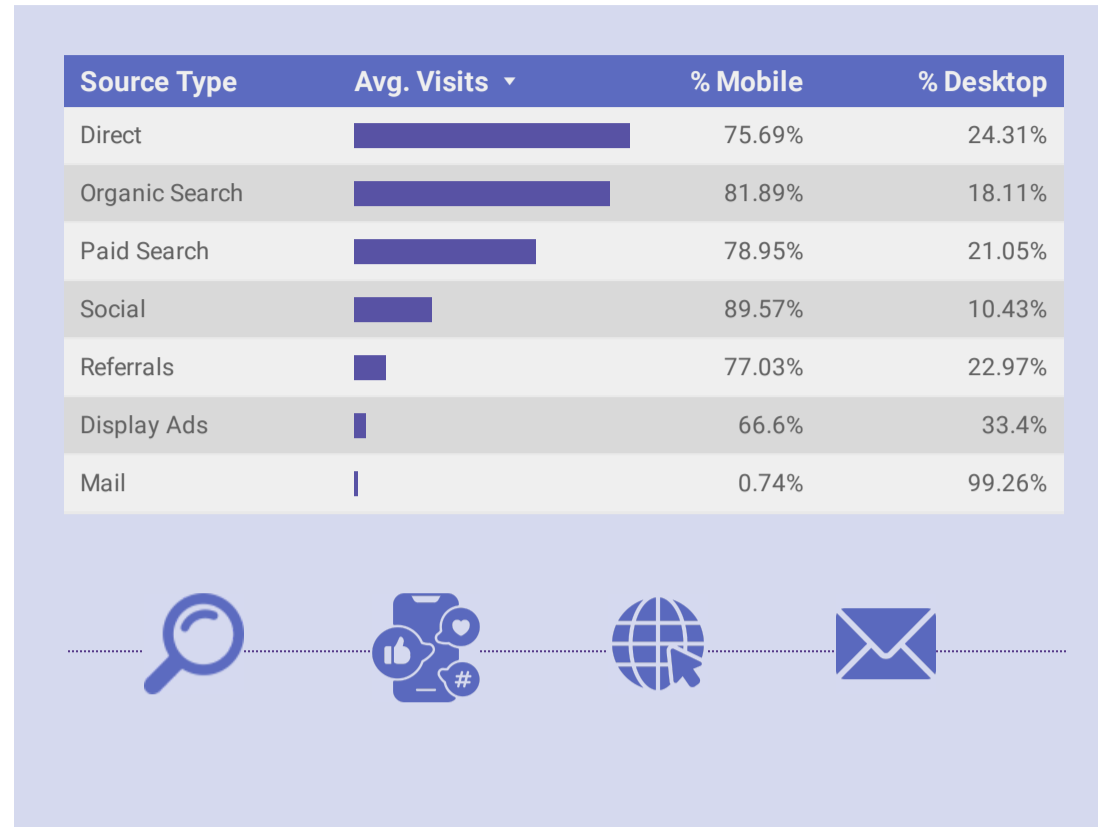 Source Type Avg. Visits % Mobile % Desktop
Direct 75.69% 24.31%
Organic Search 81.89% 18.11%
Paid Search 78.95% 21.05%
Social 89.57% 10.43%
Referrals 77.03% 22.97%
Display Ads 66.6% 33.4%
Mail 0.74% 99.26%
#